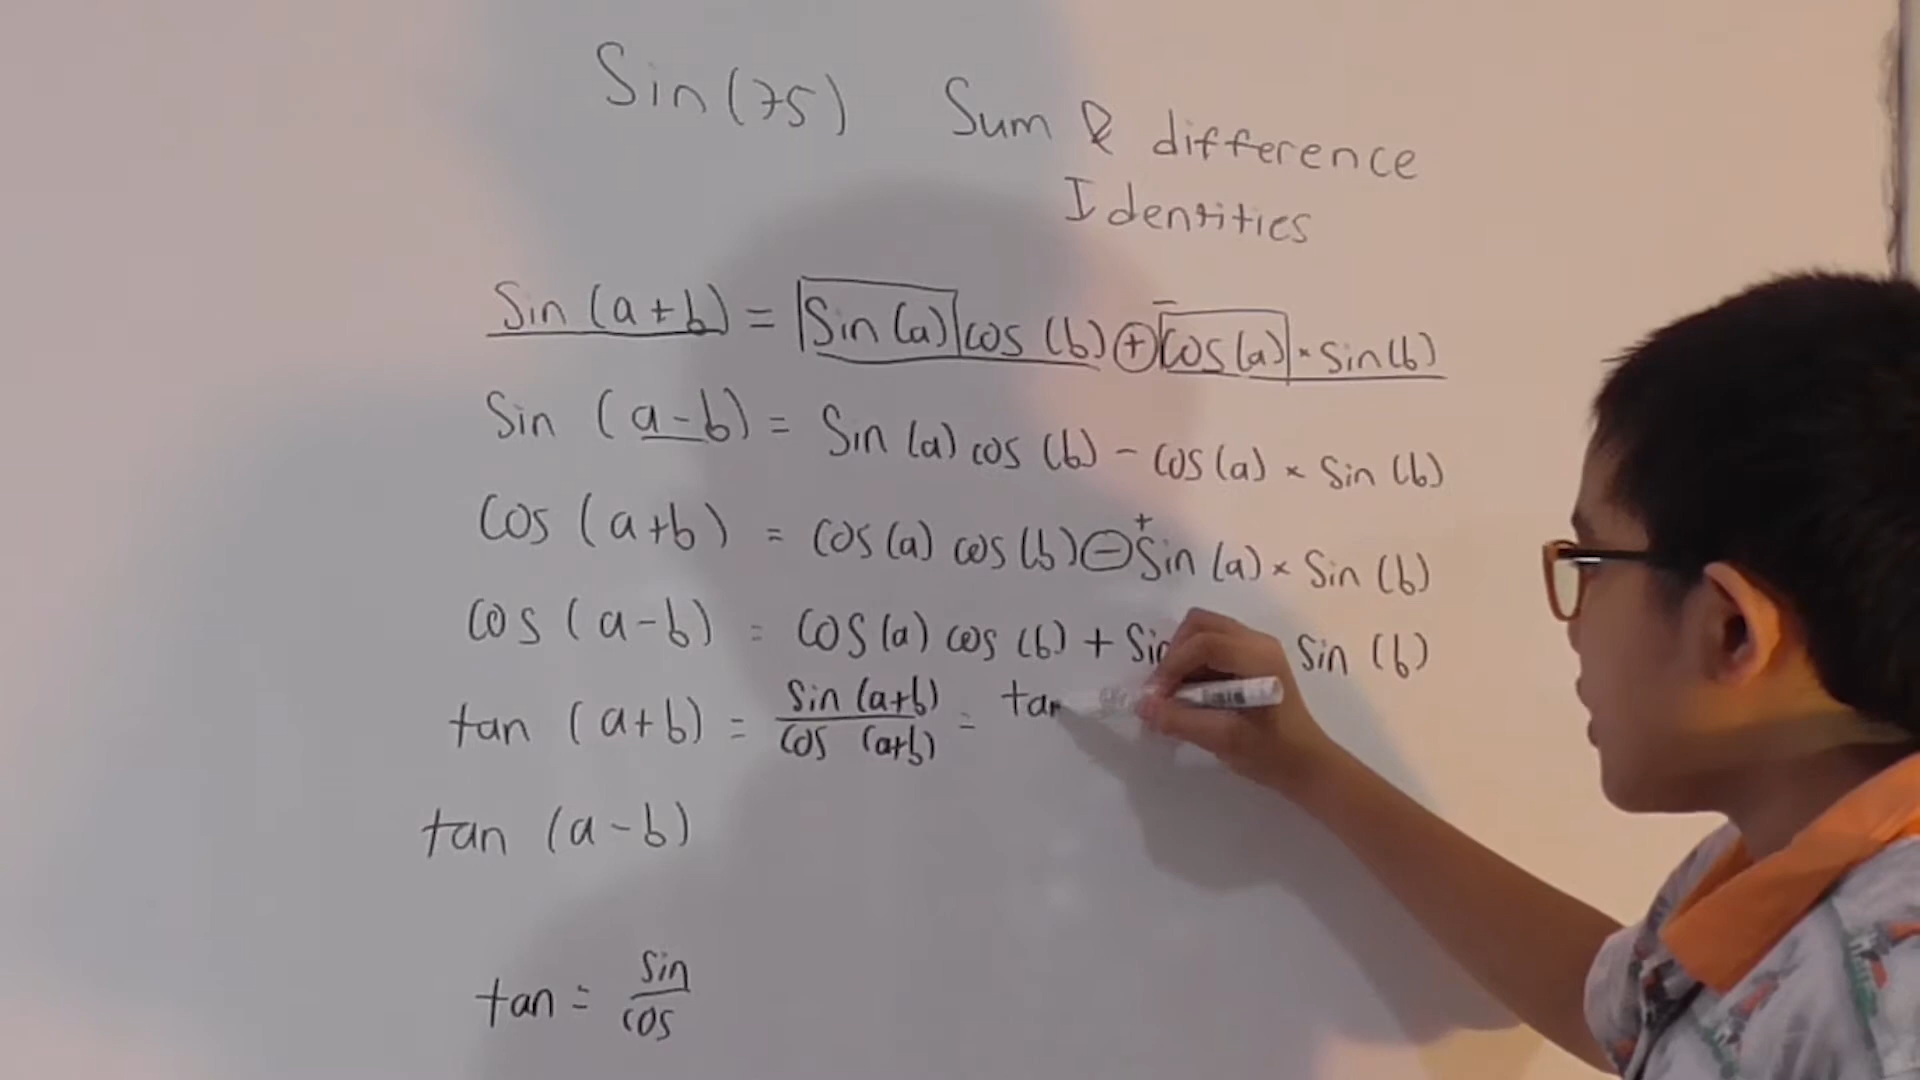 Sin (75) Sum & difference
Identities
Sin (a+b) = Sin (a) cos (b) + cos (a) × sin (b)
Sin (a-b) = Sin (a) cos (b) - cos (a) × Sin (b)
cos (a+b) = cos (a) cos (b) - Sin (a) × Sin (b)
cos (a-b) = cos (a) cos (b) + Sin (b)
tan (a+b) = Sin (a+b) / cos (a+b) = tan
tan (a-b)
tan = Sin / cos